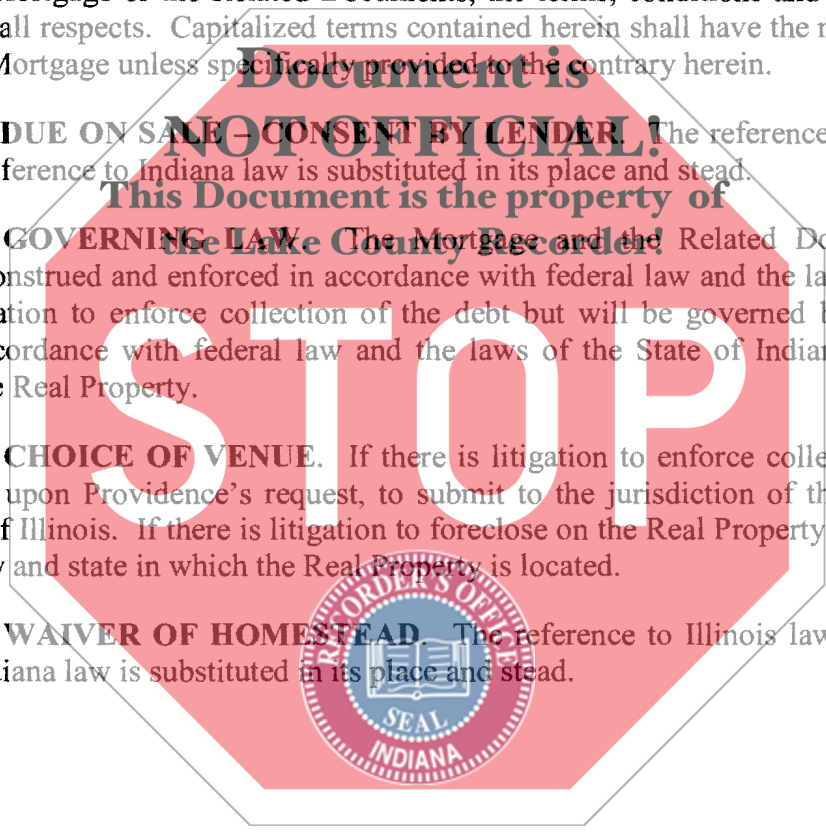 all respects. Capitalized terms contained herein shall have the
Mortgage unless specifically provided to the contrary herein.
Document is
NOT OFFICIAL!
This Document is the property of
the Lake County Recorder!
DUE ON SALE – CONSENT BY LENDER. The reference
ference to Indiana law is substituted in its place and stead.
GOVERNING LAW. The Mortgage and the Related Do
onstrued and enforced in accordance with federal law and the la
ation to enforce collection of the debt but will be governed b
cordance with federal law and the laws of the State of Indian
e Real Property.
CHOICE OF VENUE. If there is litigation to enforce colle
upon Providence's request, to submit to the jurisdiction of th
f Illinois. If there is litigation to foreclose on the Real Property
y and state in which the Real Property is located.
WAIVER OF HOMESTEAD. The reference to Illinois law
diana law is substituted in its place and stead.
STOP
RECORDER'S OFFICE
SEAL
INDIANA